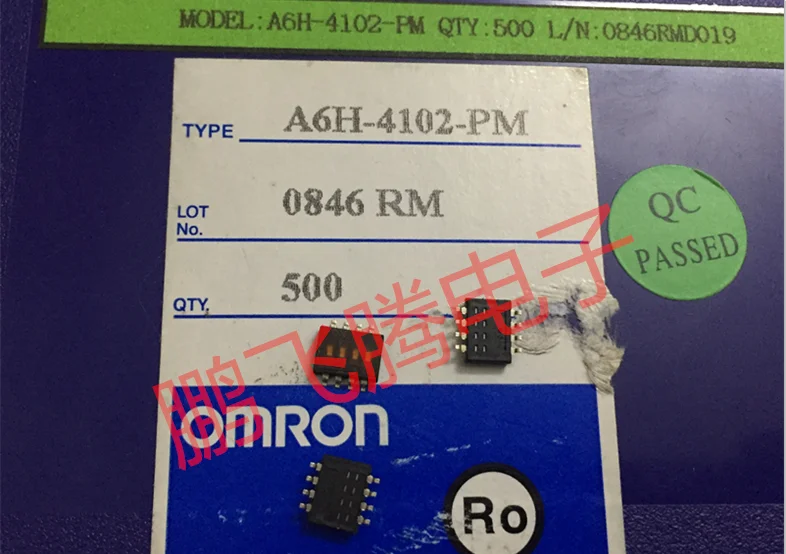 MODEL:A6H-4102-PM QTY:500 L/N:0846RMD019
TYPE A6H-4102-PM
LOT No. 0846 RM
QTY. 500
QC
PASSED
鹏飞腾电子
OMRON
Ro